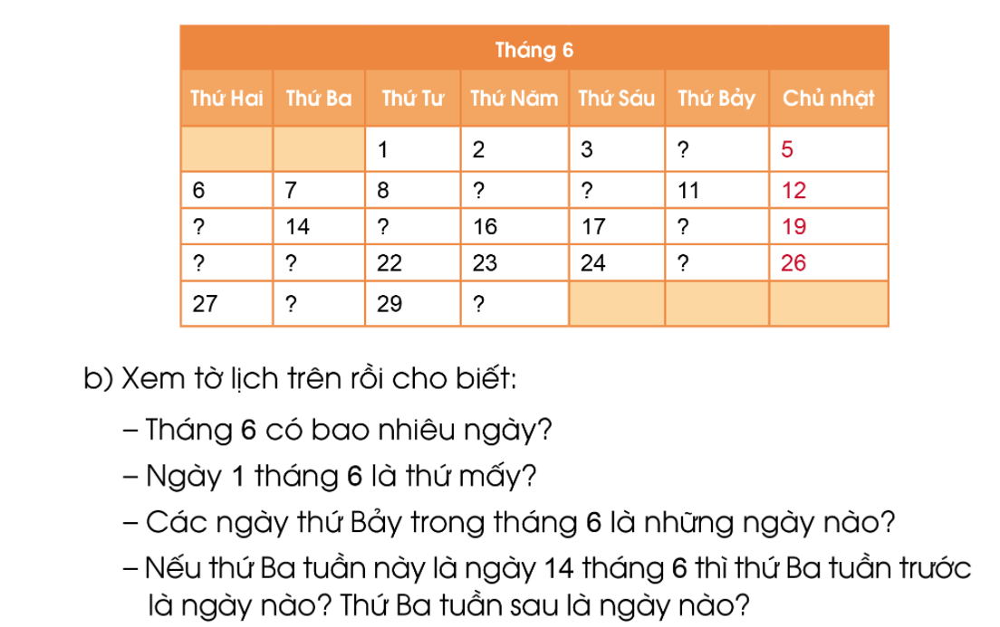 Tháng 6
Thứ Hai Thứ Ba Thứ Tư Thứ Năm Thứ Sáu Thứ Bảy Chủ nhật
1 2 3 ? 5
6 7 8 ? ? 11 12
? 14 ? 16 17 ? 19
? ? 22 23 24 ? 26
27 ? 29 ?
b) Xem tờ lịch trên rồi cho biết:
– Tháng 6 có bao nhiêu ngày?
– Ngày 1 tháng 6 là thứ mấy?
– Các ngày thứ Bảy trong tháng 6 là những ngày nào?
– Nếu thứ Ba tuần này là ngày 14 tháng 6 thì thứ Ba tuần trước
là ngày nào? Thứ Ba tuần sau là ngày nào?